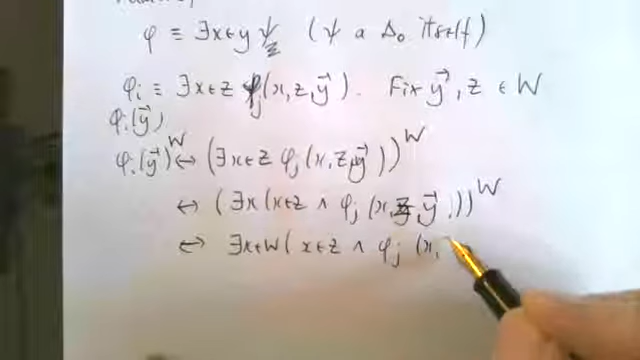 φ ≡ ∃x∈y ψ (ψ a Δ₀ itself)
φᵢ ≡ ∃x∈z φⱼ(x,z,y⃗). Fix y⃗, z ∈ W
φᵢ(y⃗)
φᵢ(y⃗)^W ↔ (∃x∈z φⱼ(x,z,y⃗))^W
↔ (∃x(x∈z ∧ φⱼ(x,z,y⃗)))^W
↔ ∃x∈W(x∈z ∧ φⱼ(x,